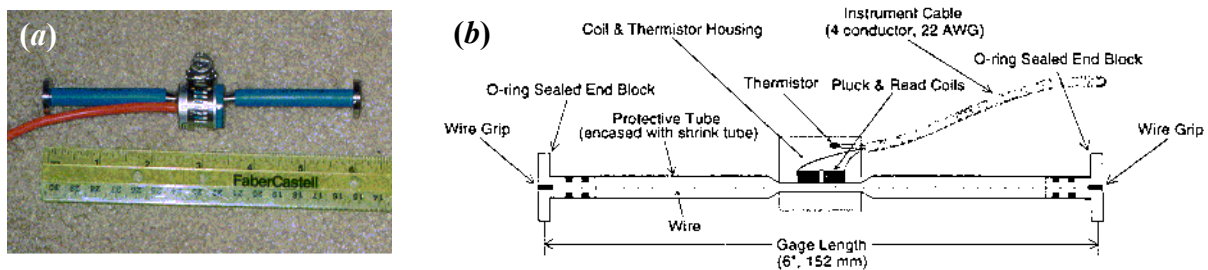 (a)
FaberCastell
(b)
Instrument Cable
(4 conductor, 22 AWG)
Coil & Thermistor Housing
O-ring Sealed End Block
Thermistor
Pluck & Read Coils
O-ring Sealed End Block
Protective Tube
(encased with shrink tube)
Wire Grip
Wire Grip
Wire
Gage Length
(6", 152 mm)